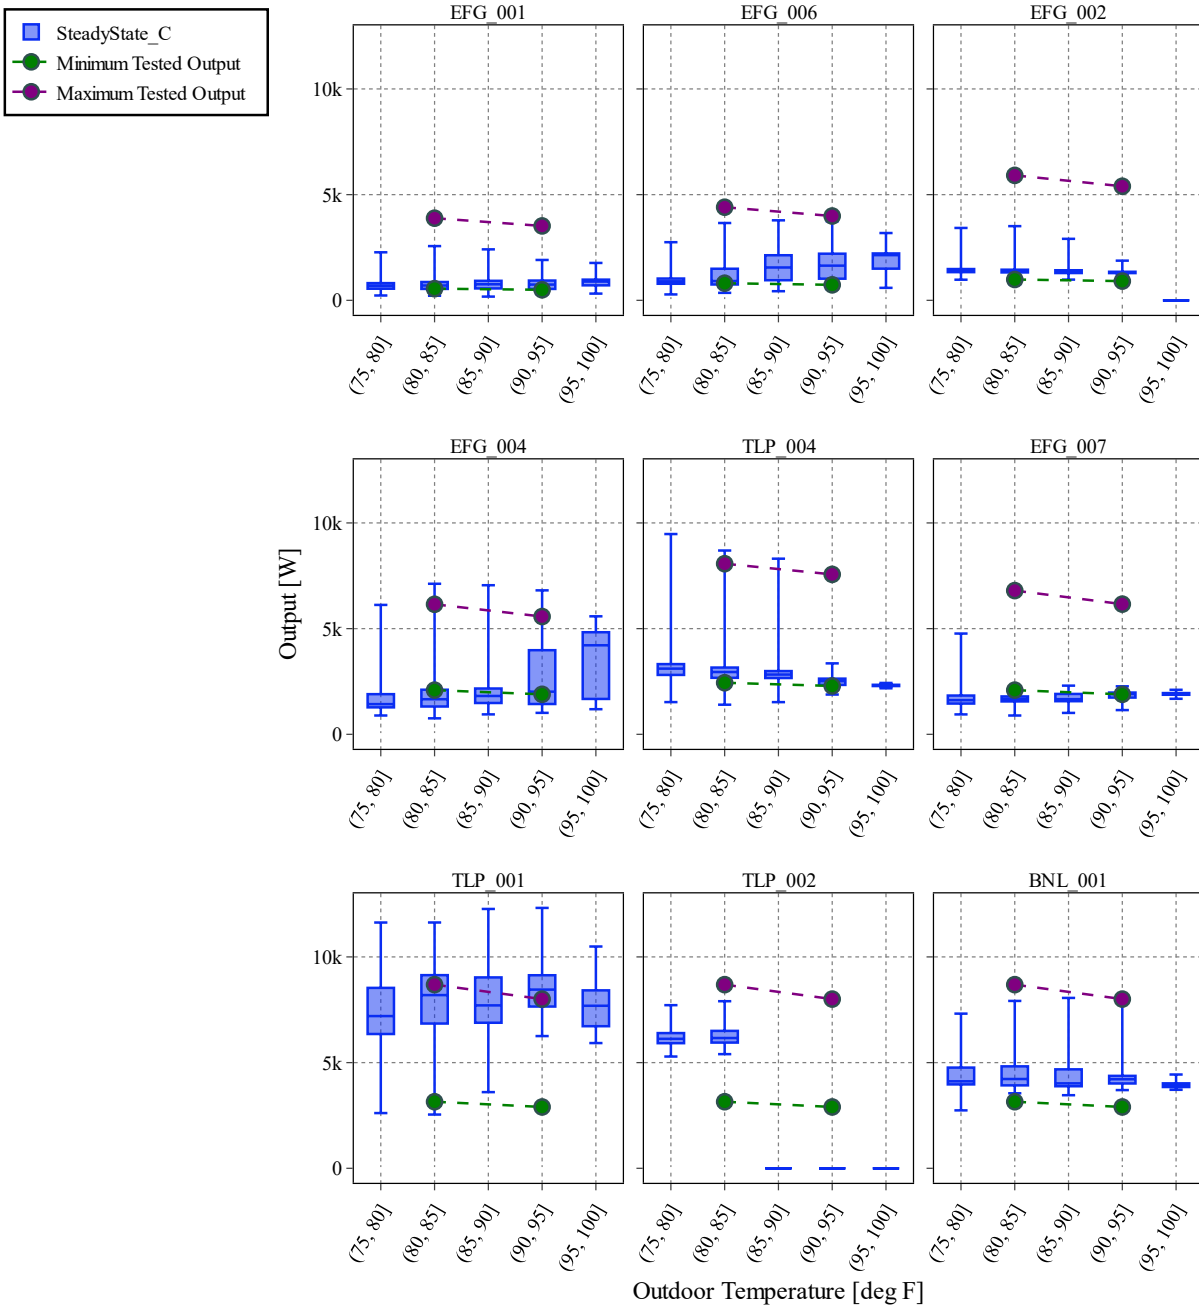 SteadyState_C
Minimum Tested Output
Maximum Tested Output
EFG_001
EFG_006
EFG_002
10k
5k
0
(75, 80]
(80, 85]
(85, 90]
(90, 95]
(95, 100]
(75, 80]
(80, 85]
(85, 90]
(90, 95]
(95, 100]
(75, 80]
(80, 85]
(85, 90]
(90, 95]
(95, 100]
EFG_004
TLP_004
EFG_007
10k
5k
0
Output [W]
(75, 80]
(80, 85]
(85, 90]
(90, 95]
(95, 100]
(75, 80]
(80, 85]
(85, 90]
(90, 95]
(95, 100]
(75, 80]
(80, 85]
(85, 90]
(90, 95]
(95, 100]
TLP_001
TLP_002
BNL_001
10k
5k
0
(75, 80]
(80, 85]
(85, 90]
(90, 95]
(95, 100]
(75, 80]
(80, 85]
(85, 90]
(90, 95]
(95, 100]
(75, 80]
(80, 85]
(85, 90]
(90, 95]
(95, 100]
Outdoor Temperature [deg F]